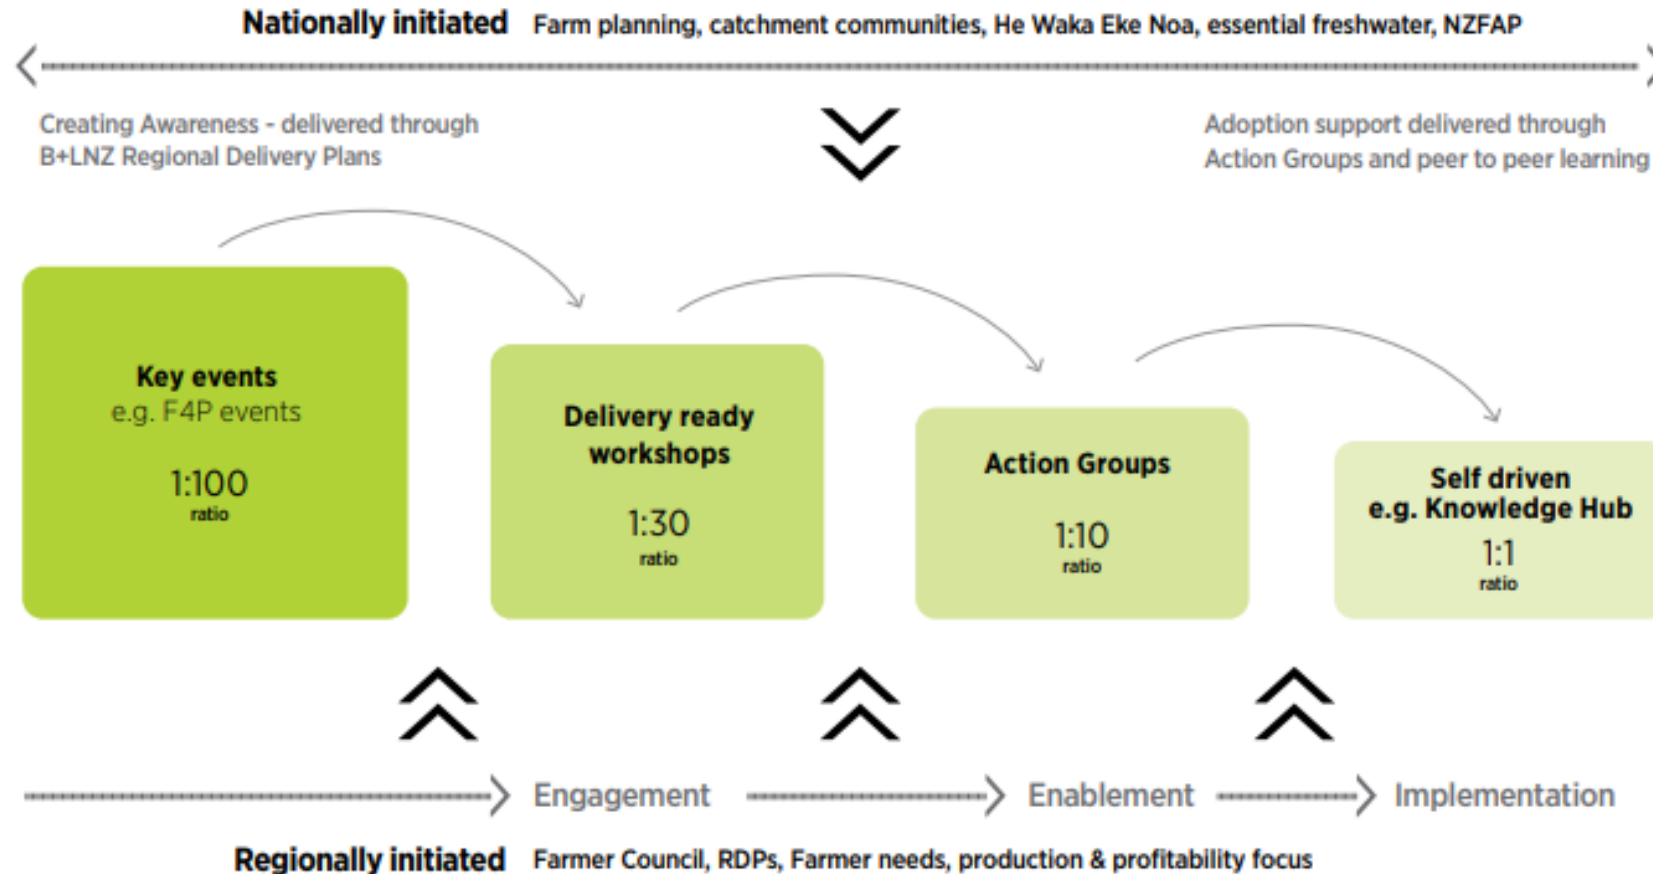 Nationally initiated Farm planning, catchment communities, He Waka Eke Noa, essential freshwater, NZFAP
Creating Awareness - delivered through
B+LNZ Regional Delivery Plans
Adoption support delivered through
Action Groups and peer to peer learning
Key events
e.g. F4P events
1:100
ratio
Delivery ready
workshops
1:30
ratio
Action Groups
1:10
ratio
Self driven
e.g. Knowledge Hub
1:1
ratio
Engagement
Enablement
Implementation
Regionally initiated Farmer Council, RDPs, Farmer needs, production & profitability focus